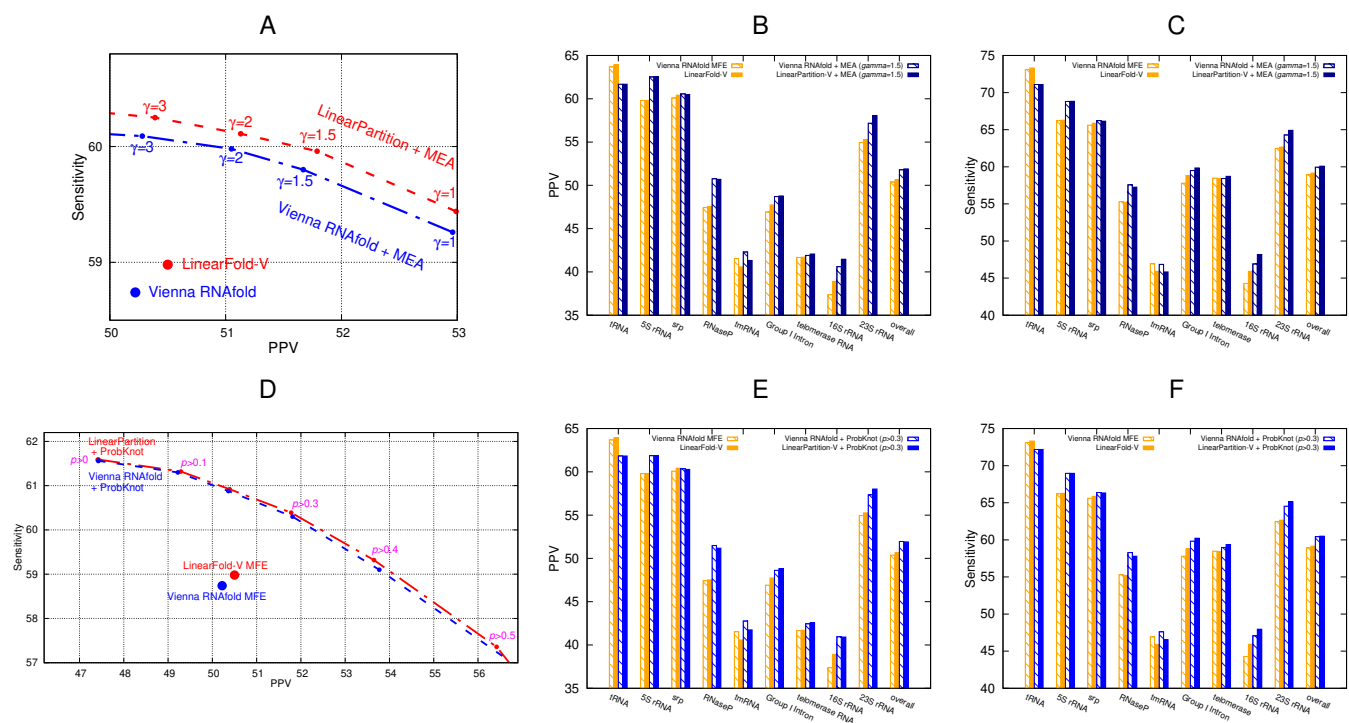 A
Sensitivity
60
59
50
51
52
53
PPV
γ=3
γ=2
γ=1.5
γ=1
LinearPartition + MEA
γ=3
γ=2
γ=1.5
γ=1
Vienna RNAfold + MEA
LinearFold-V
Vienna RNAfold
B
PPV
65
60
55
50
45
40
35
Vienna RNAfold MFE
LinearFold-V
Vienna RNAfold + MEA (gamma=1.5)
LinearPartition-V + MEA (gamma=1.5)
tRNA
5S rRNA
srp
RNaseP
tmRNA
Group I Intron
telomerase RNA
16S rRNA
23S rRNA
overall
C
Sensitivity
75
70
65
60
55
50
45
40
Vienna RNAfold MFE
LinearFold-V
Vienna RNAfold + MEA (gamma=1.5)
LinearPartition-V + MEA (gamma=1.5)
tRNA
5S rRNA
srp
RNaseP
tmRNA
Group I Intron
telomerase
16S rRNA
23S rRNA
overall
D
Sensitivity
62
61
60
59
58
57
47
48
49
50
51
52
53
54
55
56
PPV
LinearPartition
+ ProbKnot
p>0
p>0.1
Vienna RNAfold
+ ProbKnot
p>0.3
p>0.4
p>0.5
LinearFold-V MFE
Vienna RNAfold MFE
E
PPV
65
60
55
50
45
40
35
Vienna RNAfold MFE
LinearFold-V
Vienna RNAfold + ProbKnot (p>0.3)
LinearPartition-V + ProbKnot (p>0.3)
tRNA
5S rRNA
srp
RNaseP
tmRNA
Group I Intron
telomerase RNA
16S rRNA
23S rRNA
overall
F
Sensitivity
75
70
65
60
55
50
45
40
Vienna RNAfold MFE
LinearFold-V
Vienna RNAfold + ProbKnot (p>0.3)
LinearPartition-V + ProbKnot (p>0.3)
tRNA
5S rRNA
srp
RNaseP
tmRNA
Group I Intron
telomerase
16S rRNA
23S rRNA
overall